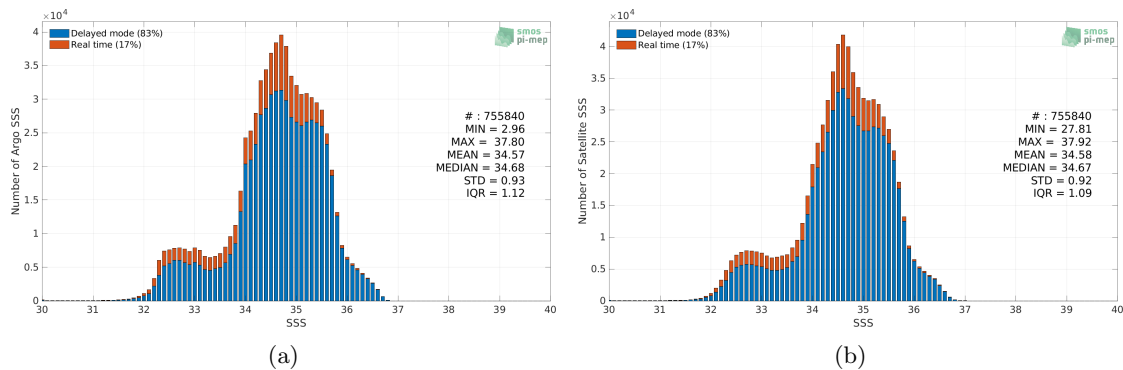 ×10⁴
4
3.5
3
2.5
2
1.5
1
0.5
0
Number of Argo SSS
Delayed mode (83%)
Real time (17%)
smos
pi-mep
# : 755840
MIN = 2.96
MAX = 37.80
MEAN = 34.57
MEDIAN = 34.68
STD = 0.93
IQR = 1.12
30 31 32 33 34 35 36 37 38 39 40
SSS
(a)
×10⁴
4
3.5
3
2.5
2
1.5
1
0.5
0
Number of Satellite SSS
Delayed mode (83%)
Real time (17%)
smos
pi-mep
# : 755840
MIN = 27.81
MAX = 37.92
MEAN = 34.58
MEDIAN = 34.67
STD = 0.92
IQR = 1.09
30 31 32 33 34 35 36 37 38 39 40
SSS
(b)